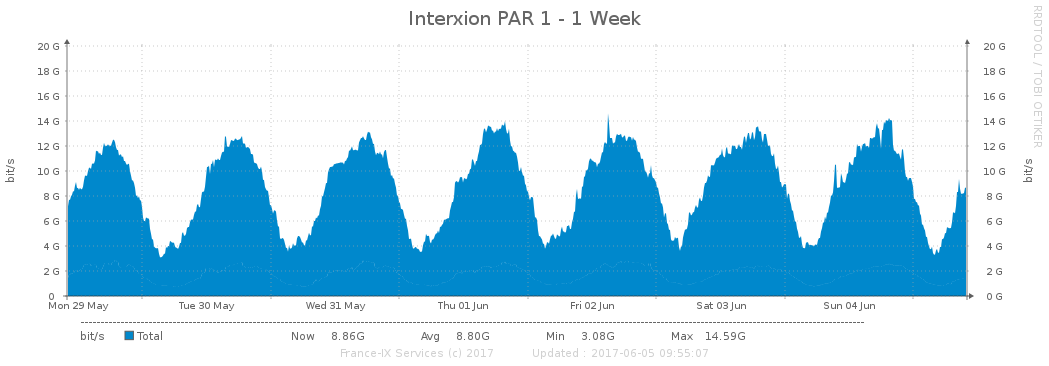 Interxion PAR 1 - 1 Week
RRDTOOL / TOBI OETIKER
bit/s
bit/s
20 G 20 G
18 G 18 G
16 G 16 G
14 G 14 G
12 G 12 G
10 G 10 G
8 G 8 G
6 G 6 G
4 G 4 G
2 G 2 G
0 0 G
Mon 29 May Tue 30 May Wed 31 May Thu 01 Jun Fri 02 Jun Sat 03 Jun Sun 04 Jun
bit/s Total Now 8.86G Avg 8.80G Min 3.08G Max 14.59G
France-IX Services (c) 2017 Updated : 2017-06-05 09:55:07